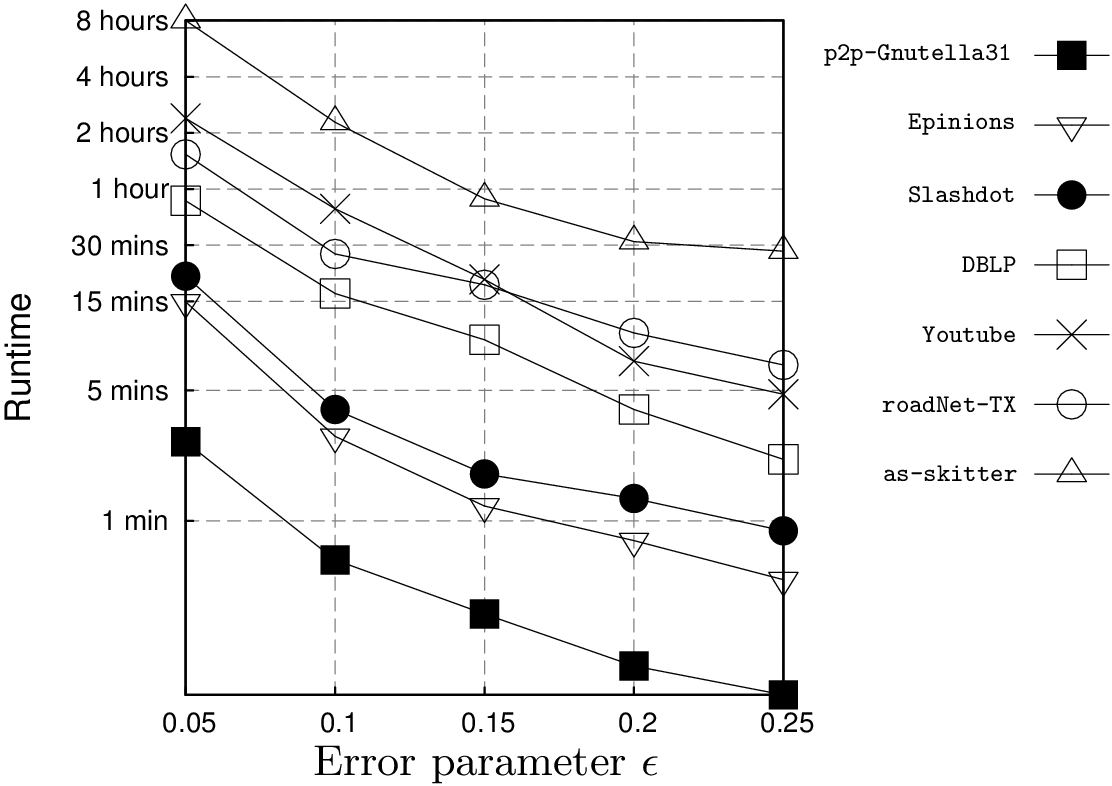 8 hours
4 hours
2 hours
1 hour
30 mins
15 mins
5 mins
1 min
Runtime
0.05 0.1 0.15 0.2 0.25
Error parameter ϵ
p2p-Gnutella31
Epinions
Slashdot
DBLP
Youtube
roadNet-TX
as-skitter